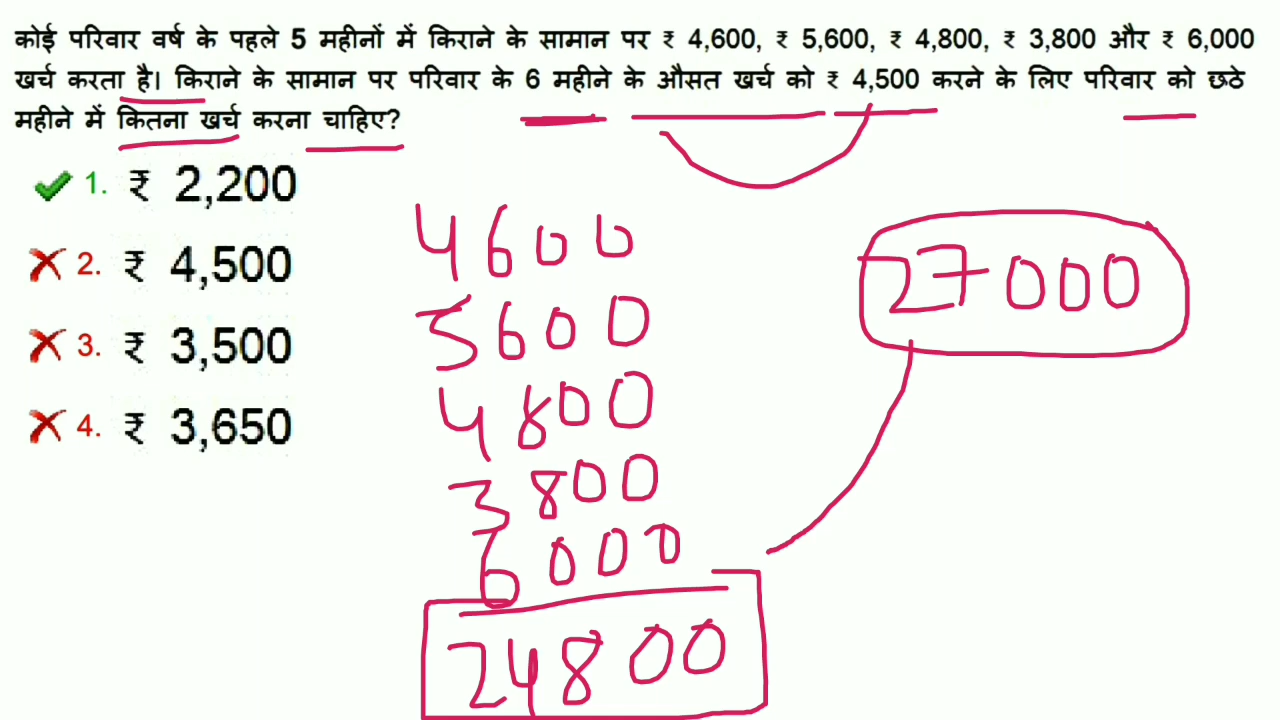 कोई परिवार वर्ष के पहले 5 महीनों में किराने के सामान पर ₹ 4,600, ₹ 5,600, ₹ 4,800, ₹ 3,800 और ₹ 6,000
खर्च करता है। किराने के सामान पर परिवार के 6 महीने के औसत खर्च को ₹ 4,500 करने के लिए परिवार को छठे
महीने में कितना खर्च करना चाहिए?
1. ₹ 2,200
2. ₹ 4,500
3. ₹ 3,500
4. ₹ 3,650
4600
5600
4800
3800
6000
24800
27000